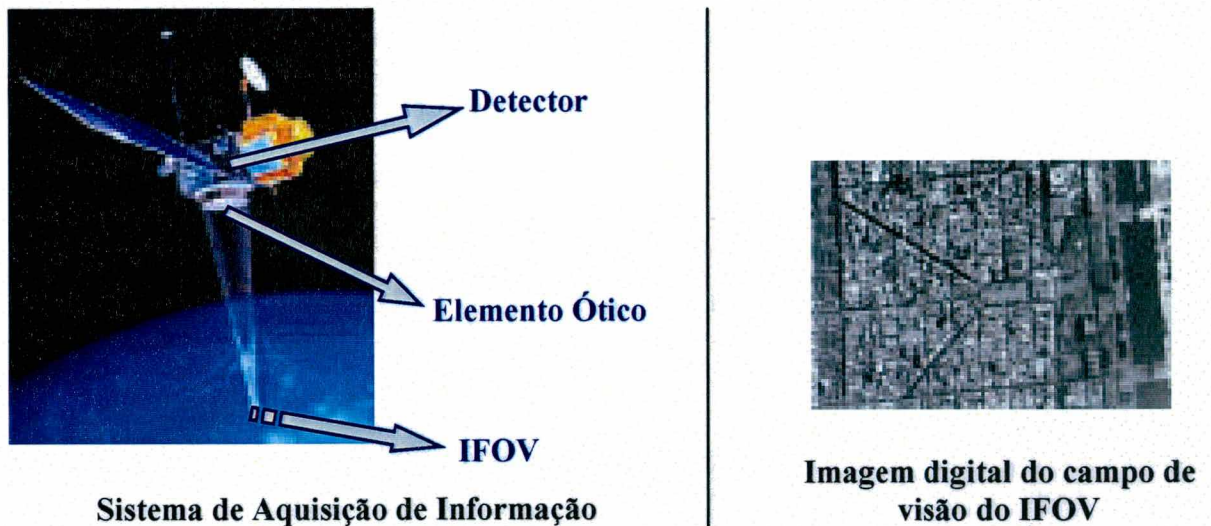 Detector
Elemento Ótico
IFOV
Sistema de Aquisição de Informação
Imagem digital do campo de
visão do IFOV